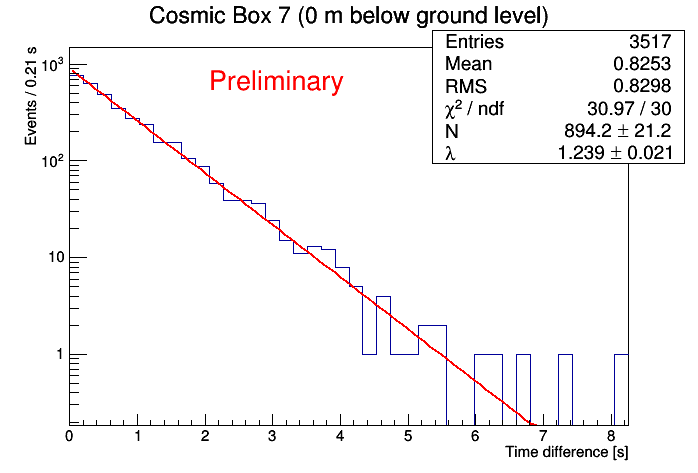 Cosmic Box 7 (0 m below ground level)
Entries 3517
Mean 0.8253
RMS 0.8298
χ² / ndf 30.97 / 30
N 894.2 ± 21.2
λ 1.239 ± 0.021
Preliminary
Events / 0.21 s
10³
10²
10
1
0 1 2 3 4 5 6 7 8
Time difference [s]